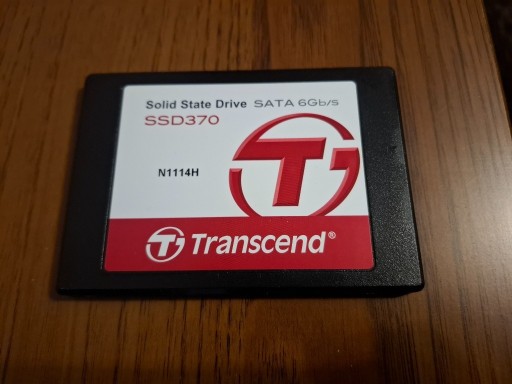 Solid State Drive SATA 6Gb/s
SSD370
N1114H
Transcend®